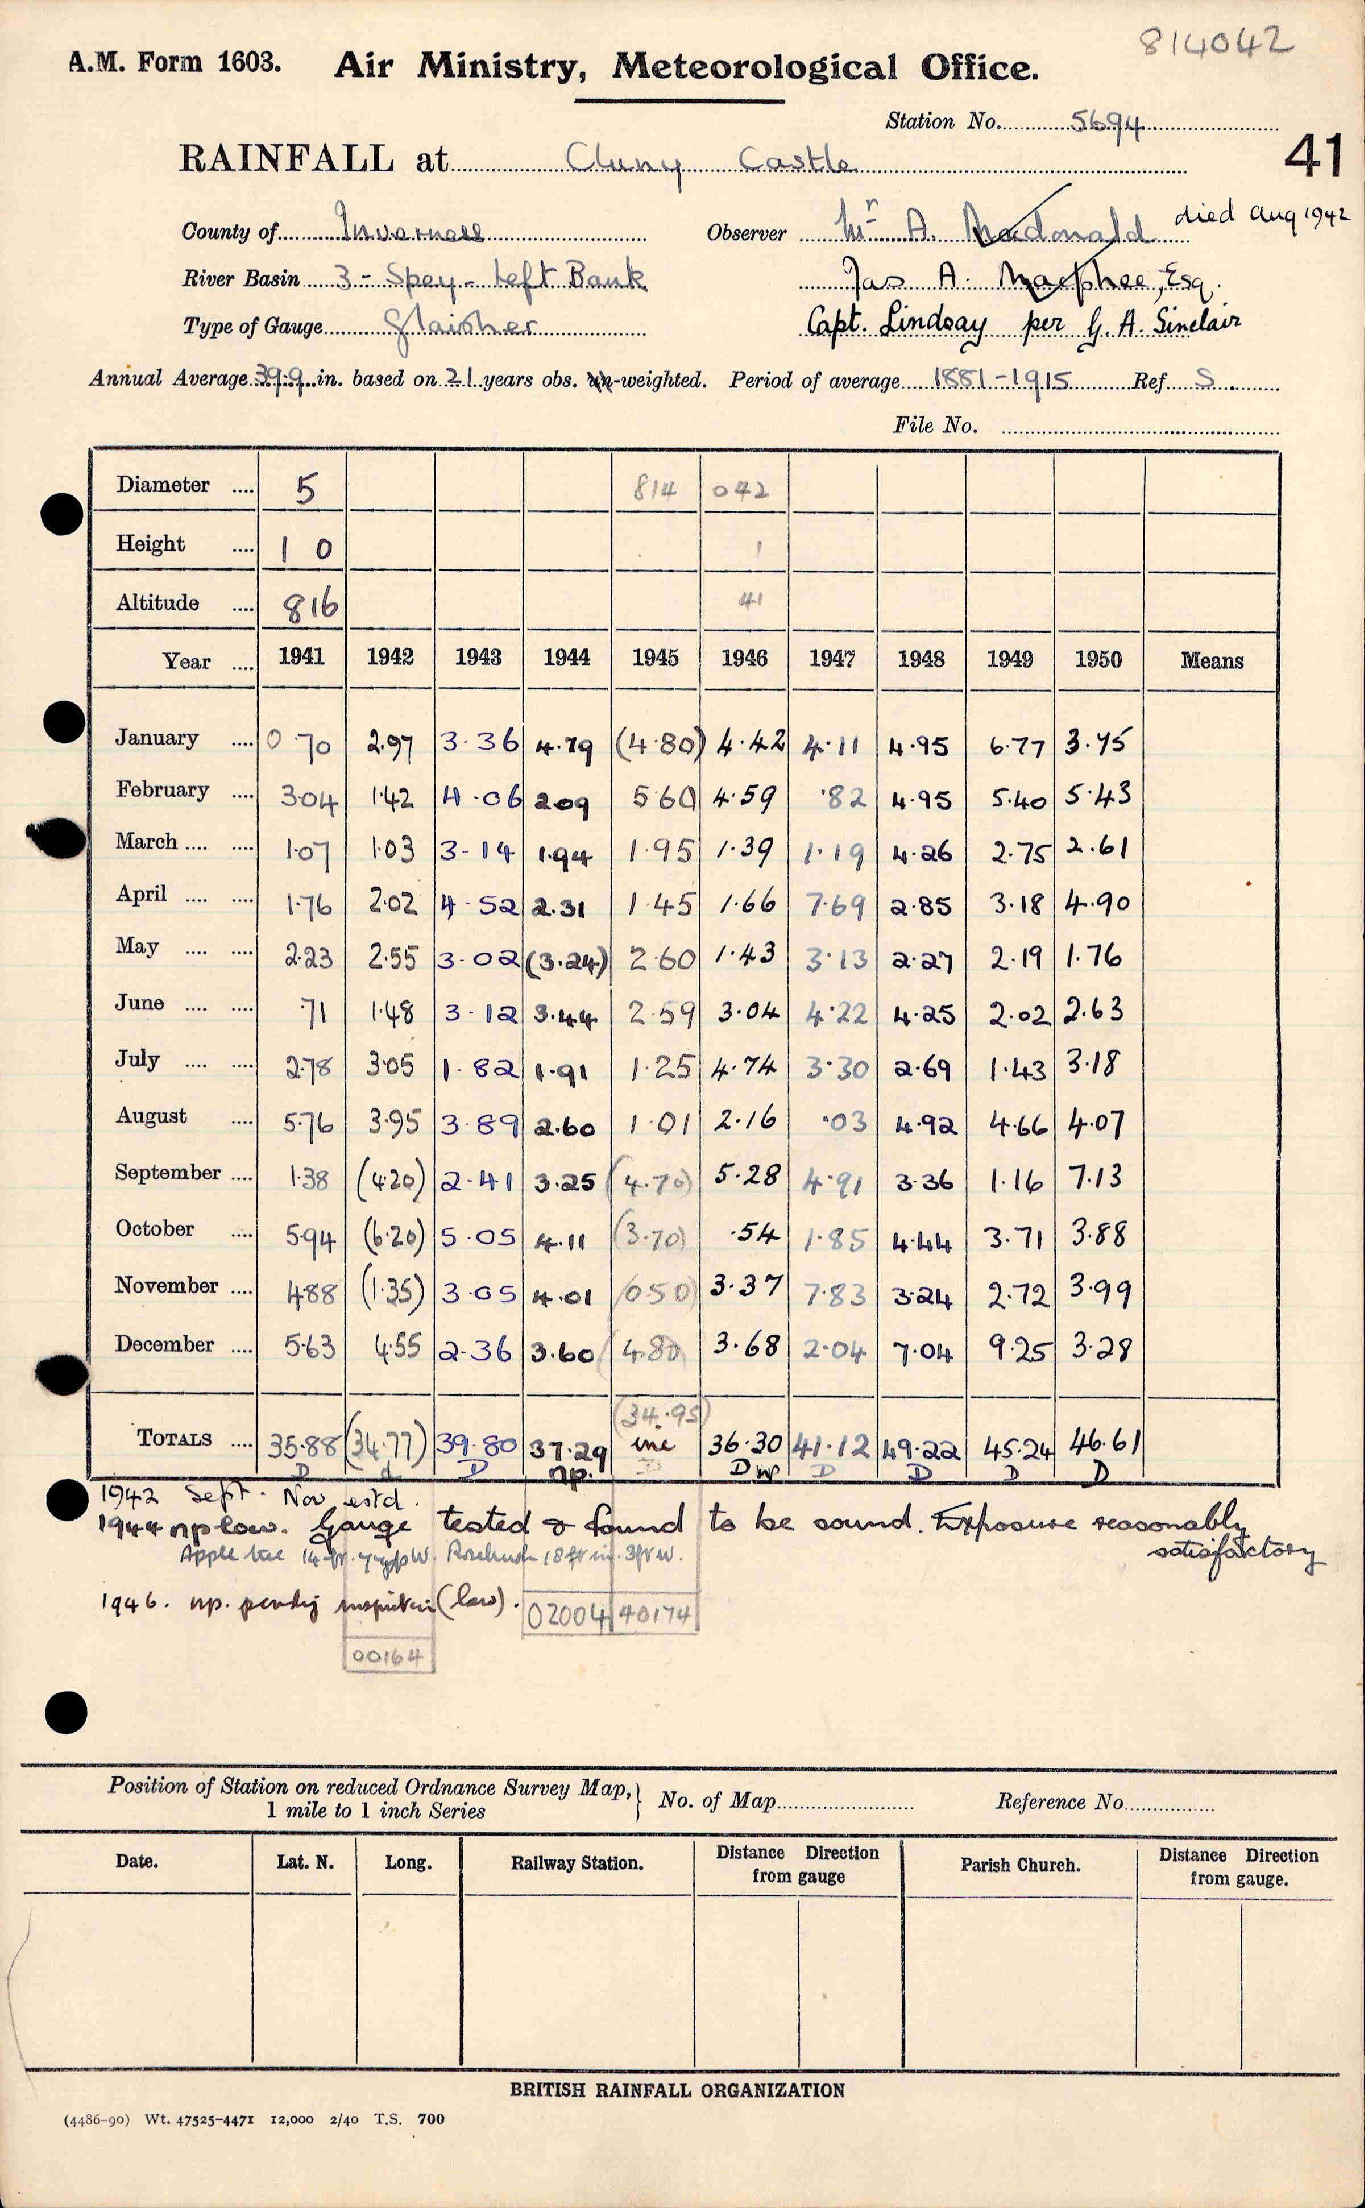 814042
A.M. Form 1603. Air Ministry, Meteorological Office.
Station No. 5694
41
RAINFALL at Cluny Castle
County of Inverness Observer Mr A. Macdonald died Aug 1942
River Basin 3 - Spey - Left Bank Jas A. Macphee, Esq.
Type of Gauge Glaisher Capt. Lindsay per G. A. Sinclair
Annual Average 39.9 in. based on 21 years obs. un-weighted. Period of average 1881-1915 Ref S
File No.
Diameter .... 5 814 042
Height .... 1 0 1
Altitude .... 816 41
Year .... 1941 1942 1943 1944 1945 1946 1947 1948 1949 1950 Means
January .... 0 70 2.97 3.36 4.79 (4.80) 4.42 4.11 4.95 6.77 3.75
February .... 3.04 1.42 4.06 2.09 5.60 4.59 .82 4.95 5.40 5.43
March .... .... 1.07 1.03 3.14 1.94 1.95 1.39 1.19 4.26 2.75 2.61
April .... .... 1.76 2.02 4.52 2.31 1.45 1.66 7.69 2.85 3.18 4.90
May .... .... 2.23 2.55 3.02 (3.24) 2.60 1.43 3.13 2.27 2.19 1.76
June .... .... .71 1.48 3.12 3.44 2.59 3.04 4.22 4.25 2.02 2.63
July .... .... 2.78 3.05 1.82 1.91 1.25 4.74 3.30 2.69 1.43 3.18
August .... 5.76 3.95 3.89 2.60 1.01 2.16 .03 4.92 4.66 4.07
September .... 1.38 (4.20) 2.41 3.25 (4.70) 5.28 4.91 3.36 1.16 7.13
October .... 5.94 (6.20) 5.05 4.11 (3.70) .54 1.85 4.44 3.71 3.88
November .... 4.88 (1.35) 3.05 4.01 (0.50) 3.37 7.83 3.24 2.72 3.99
December .... 5.63 4.55 2.36 3.60 (4.80) 3.68 2.04 7.04 9.25 3.28
(34.95)
TOTALS .... 35.88 (34.77) 39.80 37.29 inc 36.30 41.12 49.22 45.24 46.61
D d D np. D D np D D D D
1942 Sept - Nov estd.
1944 np low. Gauge tested & found to be sound. Exposure reasonably
satisfactory
Apple tree 14 ft. W. Rosebush 18 ft in. 3ft W.
1946. np. pending inspection (low).
02004 40174
00164
Position of Station on reduced Ordnance Survey Map, } No. of Map Reference No
1 mile to 1 inch Series
Date. Lat. N. Long. Railway Station. Distance Direction from gauge Parish Church. Distance Direction from gauge.
BRITISH RAINFALL ORGANIZATION
(4486-90) Wt. 47525-4471 12,000 2/40 T.S. 700